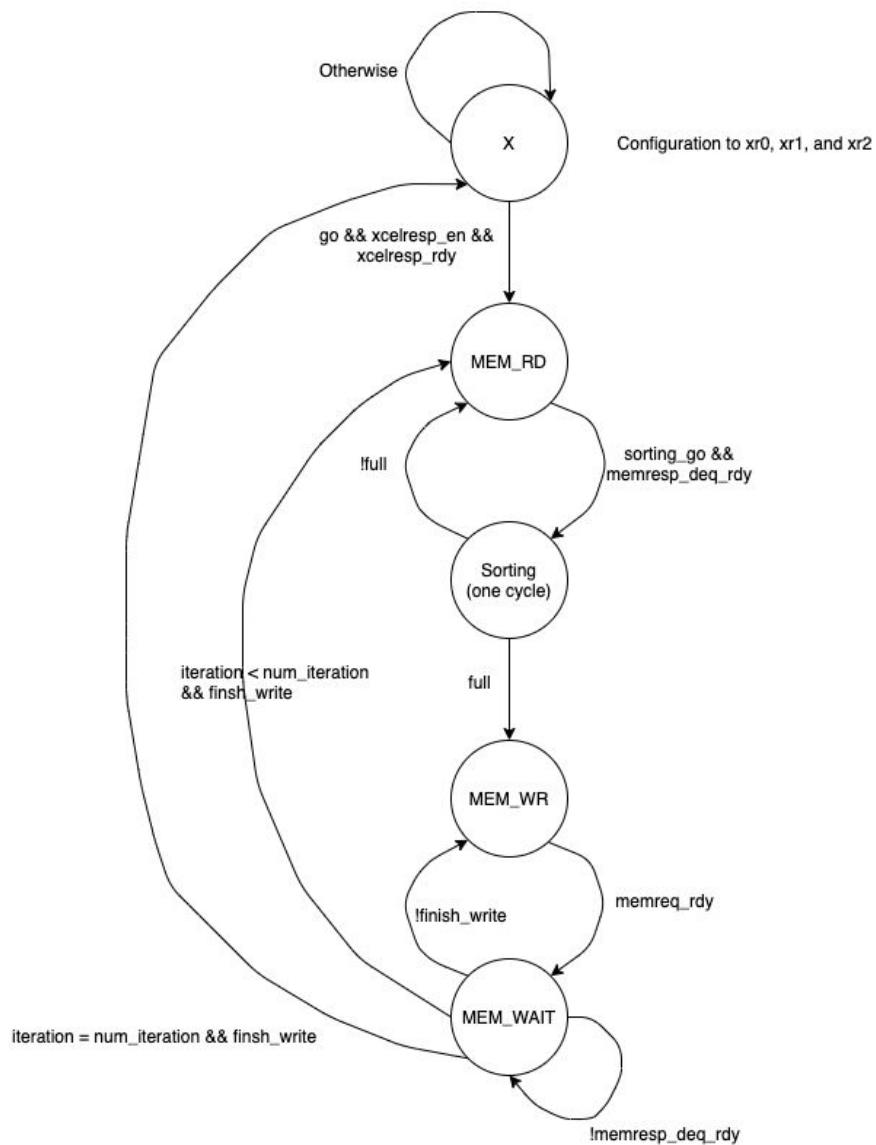 Otherwise
X
Configuration to xr0, xr1, and xr2
go && xcelresp_en &&
xcelresp_rdy
MEM_RD
!full
sorting_go &&
memresp_deq_rdy
Sorting
(one cycle)
iteration < num_iteration
&& finsh_write
full
MEM_WR
!finish_write
memreq_rdy
MEM_WAIT
iteration = num_iteration && finsh_write
!memresp_deq_rdy